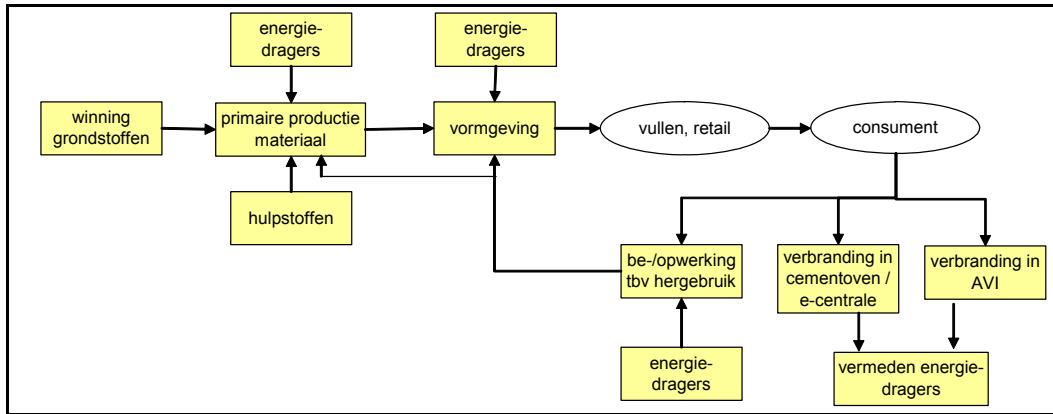 energie-
dragers
energie-
dragers
winning
grondstoffen
primaire productie
materiaal
vormgeving
vullen, retail
consument
hulpstoffen
be-/opwerking
tbv hergebruik
verbranding in
cementoven /
e-centrale
verbranding in
AVI
energie-
dragers
vermeden energie-
dragers